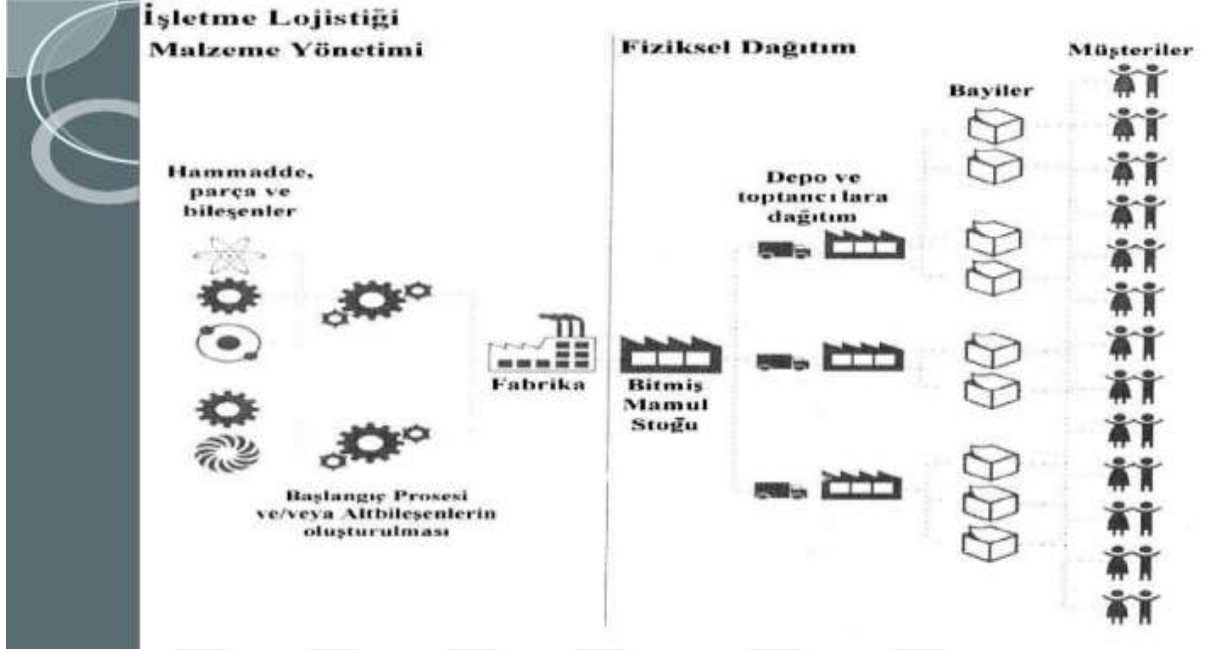 İşletme Lojistiği
Malzeme Yönetimi
Fiziksel Dağıtım
Müşteriler
Bayiler
Hammadde,
parça ve
bileşenler
Depo ve
toptancılara
dağıtım
Fabrika
Bitmiş
Mamul
Stoğu
Başlangıç Prosesi
ve/veya Altbileşenlerin
oluşturulması